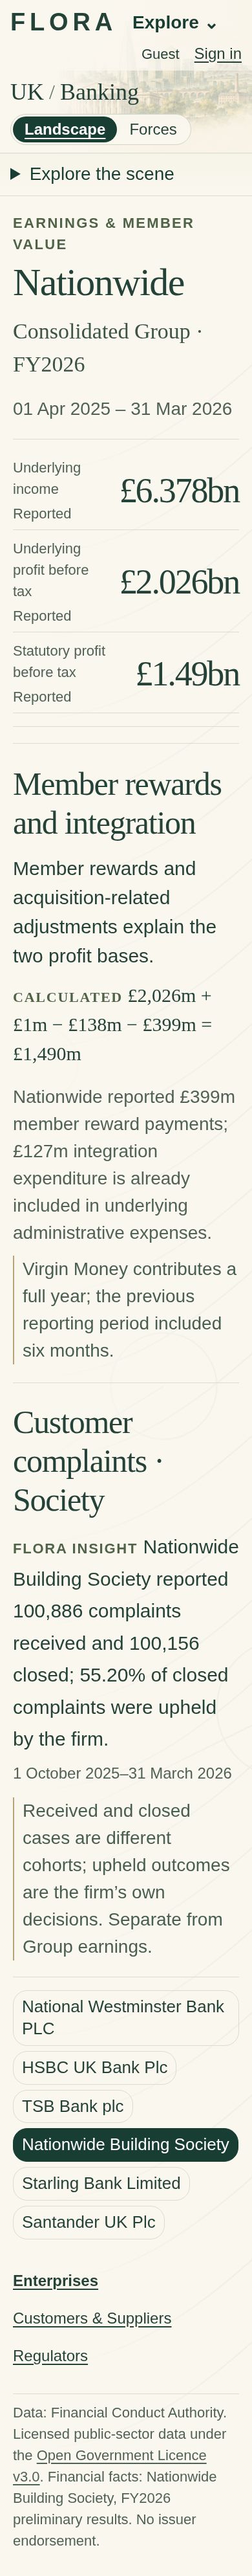 FLORA
Explore ⌄
Guest Sign in
UK / Banking
Landscape Forces
▶ Explore the scene
EARNINGS & MEMBER
VALUE
Nationwide
Consolidated Group ·
FY2026
01 Apr 2025 – 31 Mar 2026
Underlying
income
Reported
£6.378bn
Underlying
profit before
tax
Reported
£2.026bn
Statutory profit
before tax
Reported
£1.49bn
Member rewards
and integration
Member rewards and
acquisition-related
adjustments explain the
two profit bases.
CALCULATED £2,026m +
£1m − £138m − £399m =
£1,490m
Nationwide reported £399m
member reward payments;
£127m integration
expenditure is already
included in underlying
administrative expenses.
Virgin Money contributes a
full year; the previous
reporting period included
six months.
Customer
complaints ·
Society
FLORA INSIGHT Nationwide
Building Society reported
100,886 complaints
received and 100,156
closed; 55.20% of closed
complaints were upheld
by the firm.
1 October 2025–31 March 2026
Received and closed
cases are different
cohorts; upheld outcomes
are the firm’s own
decisions. Separate from
Group earnings.
National Westminster Bank
PLC
HSBC UK Bank Plc
TSB Bank plc
Nationwide Building Society
Starling Bank Limited
Santander UK Plc
Enterprises
Customers & Suppliers
Regulators
Data: Financial Conduct Authority.
Licensed public-sector data under
the Open Government Licence
v3.0. Financial facts: Nationwide
Building Society, FY2026
preliminary results. No issuer
endorsement.